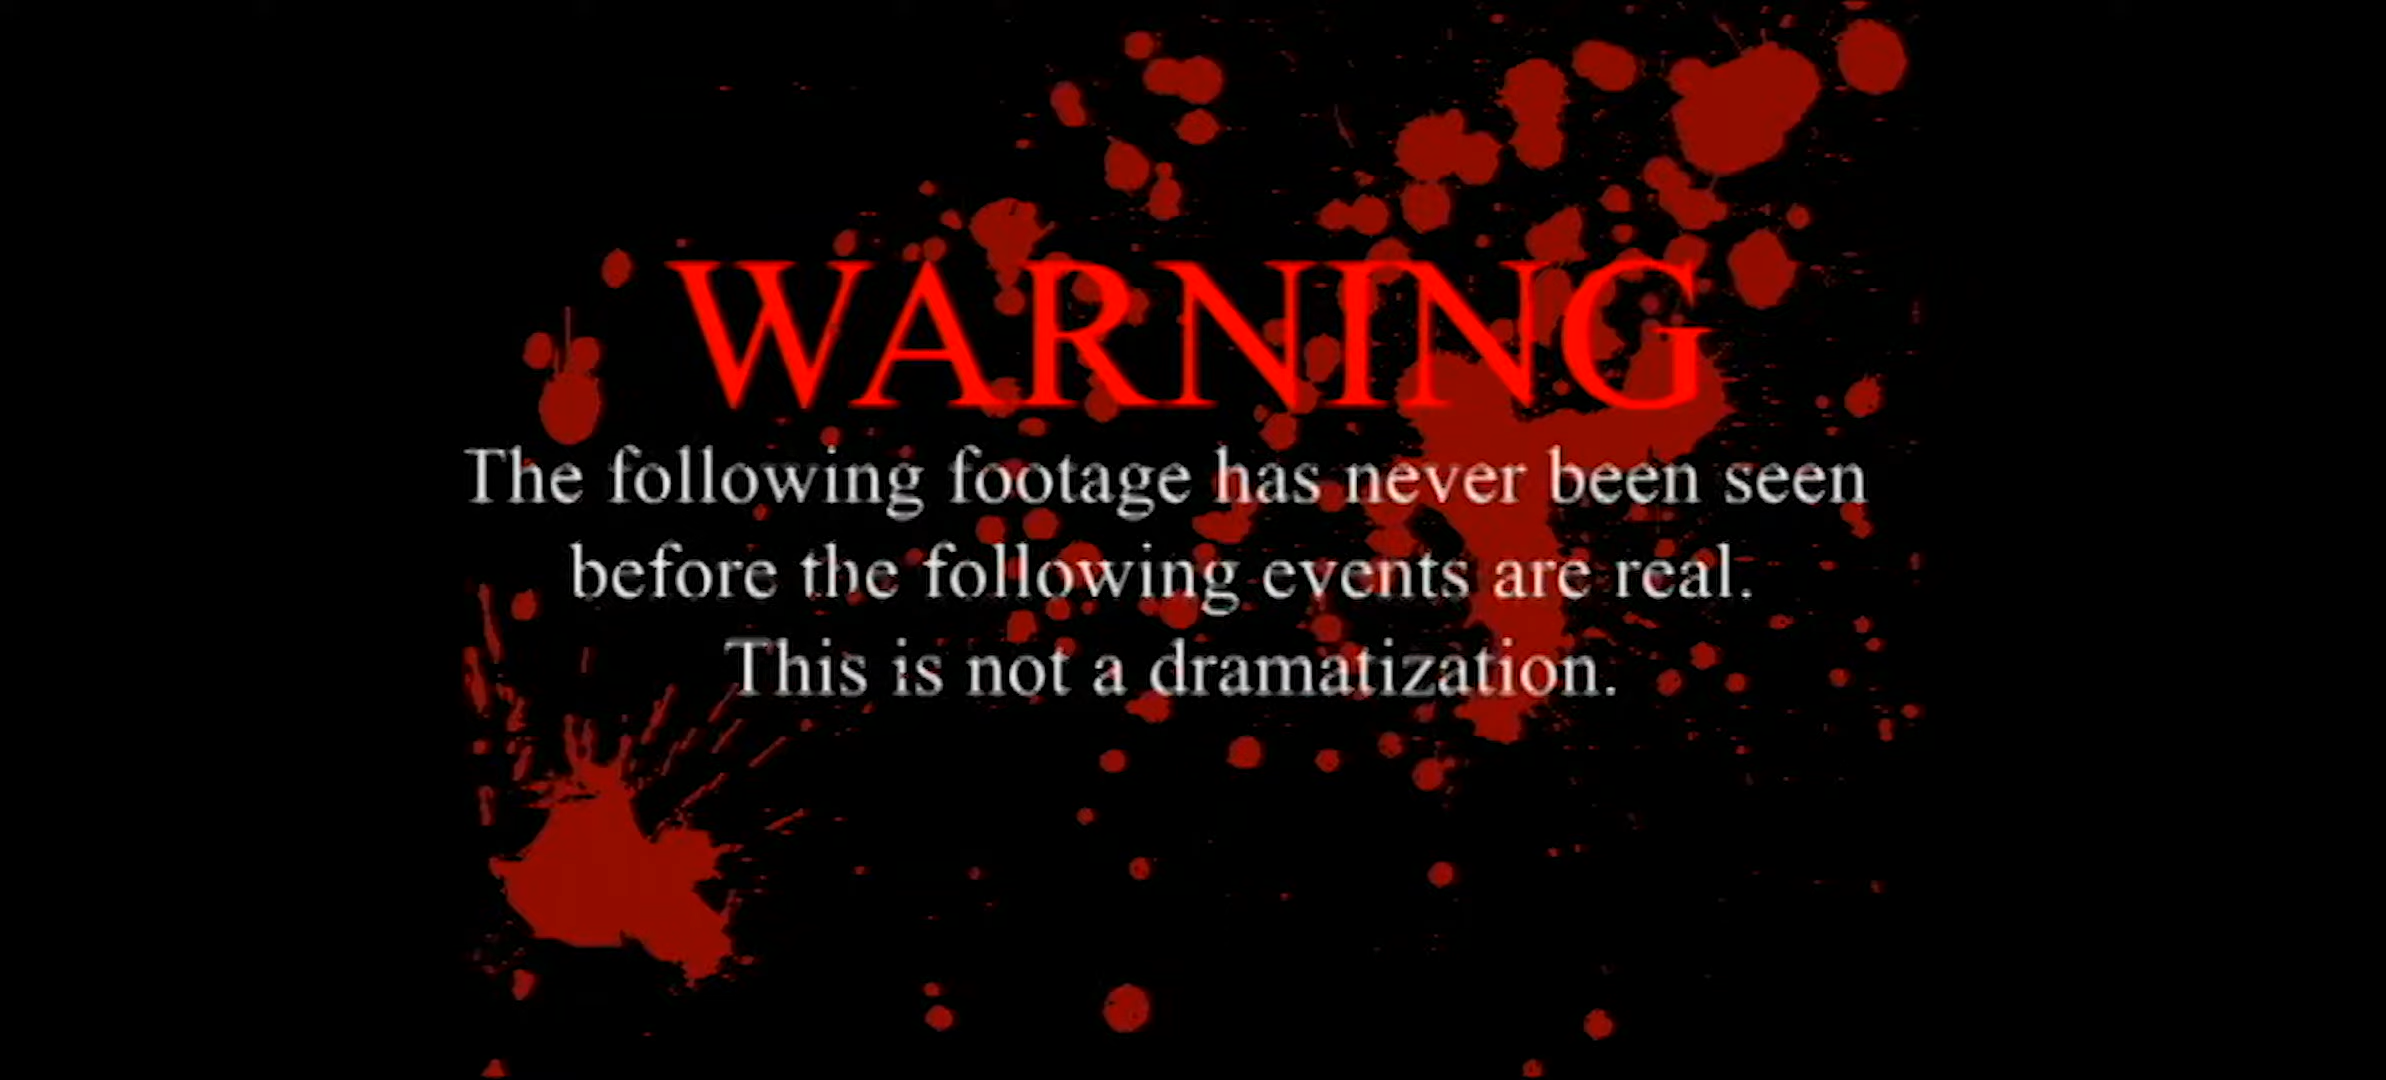 WARNING
The following footage has never been seen
before the following events are real.
This is not a dramatization.